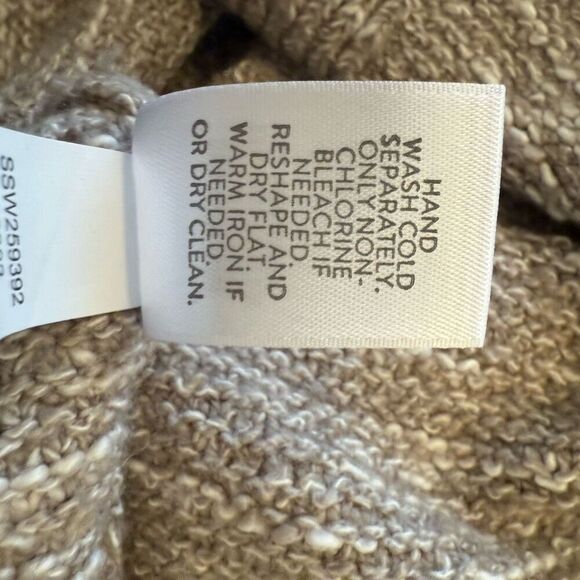 HAND
WASH COLD
SEPARATELY.
ONLY NON-
CHLORINE
BLEACH IF
NEEDED.
RESHAPE AND
DRY FLAT.
WARM IRON. IF
NEEDED
OR DRY CLEAN.
SSW259392